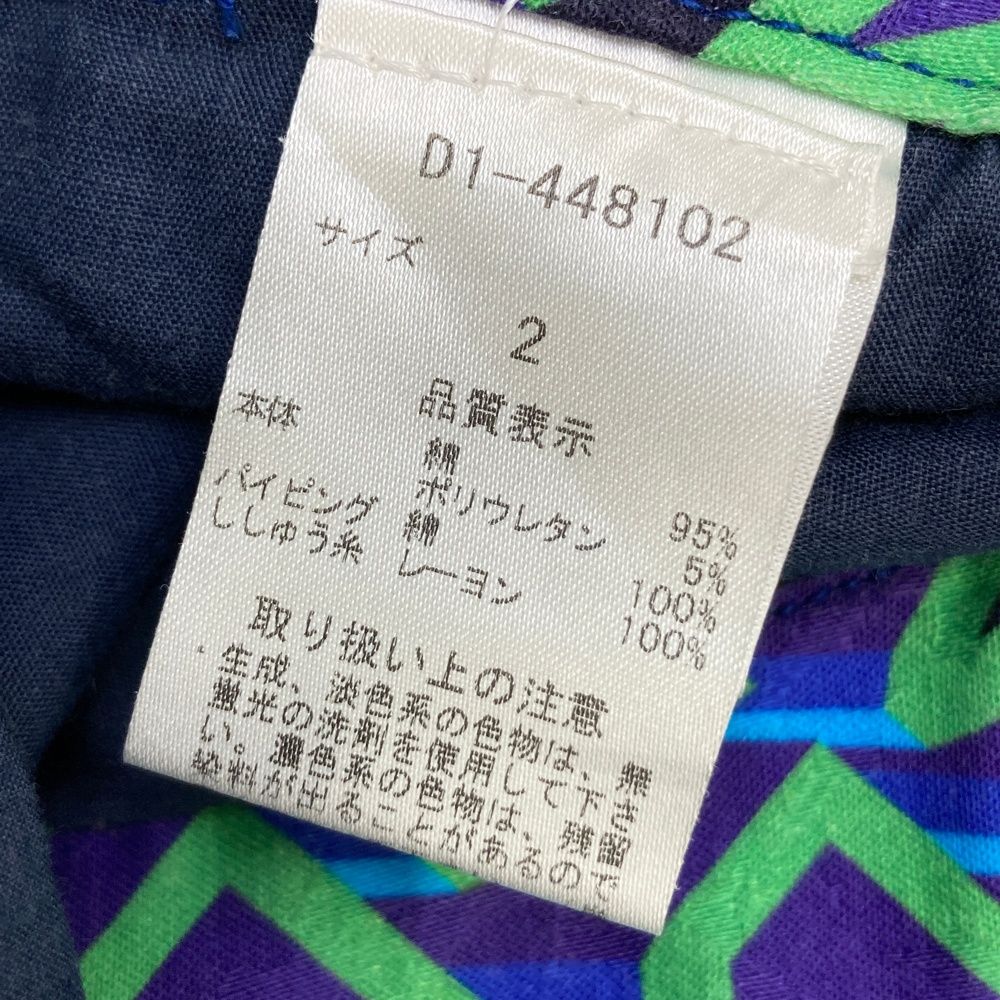 D1-448102
サイズ
2
品質表示
本体 綿 95%
ポリウレタン 5%
パイピング 綿 100%
ししゅう糸 レーヨン 100%
取り扱い上の注意
・生成、淡色系の色物は、無
蛍光の洗剤を使用して下さ
い。濃色系の色物は、残留
染料が出ることがあるので